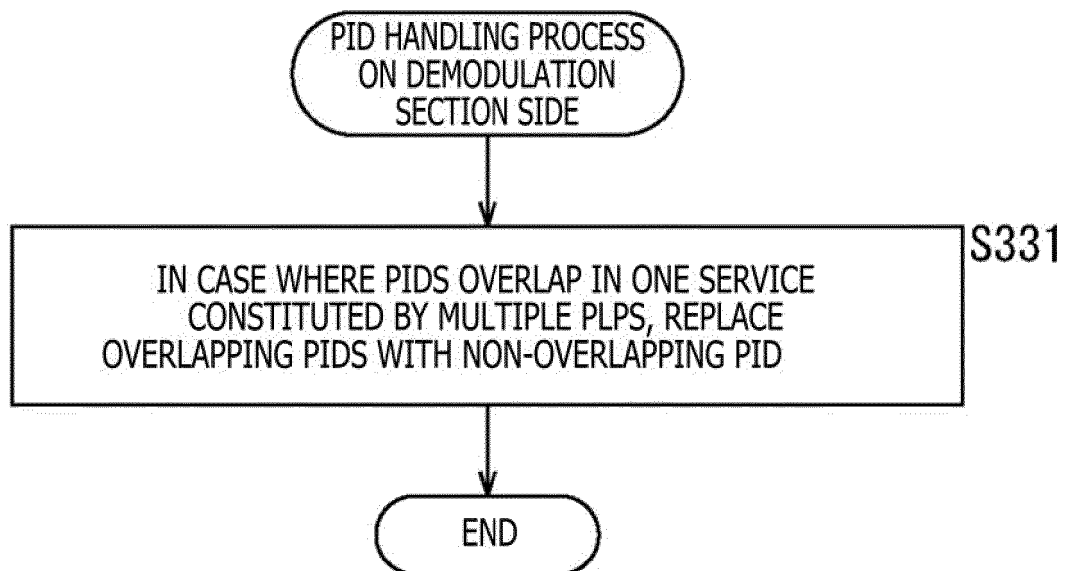 PID HANDLING PROCESS
ON DEMODULATION
SECTION SIDE
S331
IN CASE WHERE PIDS OVERLAP IN ONE SERVICE
CONSTITUTED BY MULTIPLE PLPS, REPLACE
OVERLAPPING PIDS WITH NON-OVERLAPPING PID
END